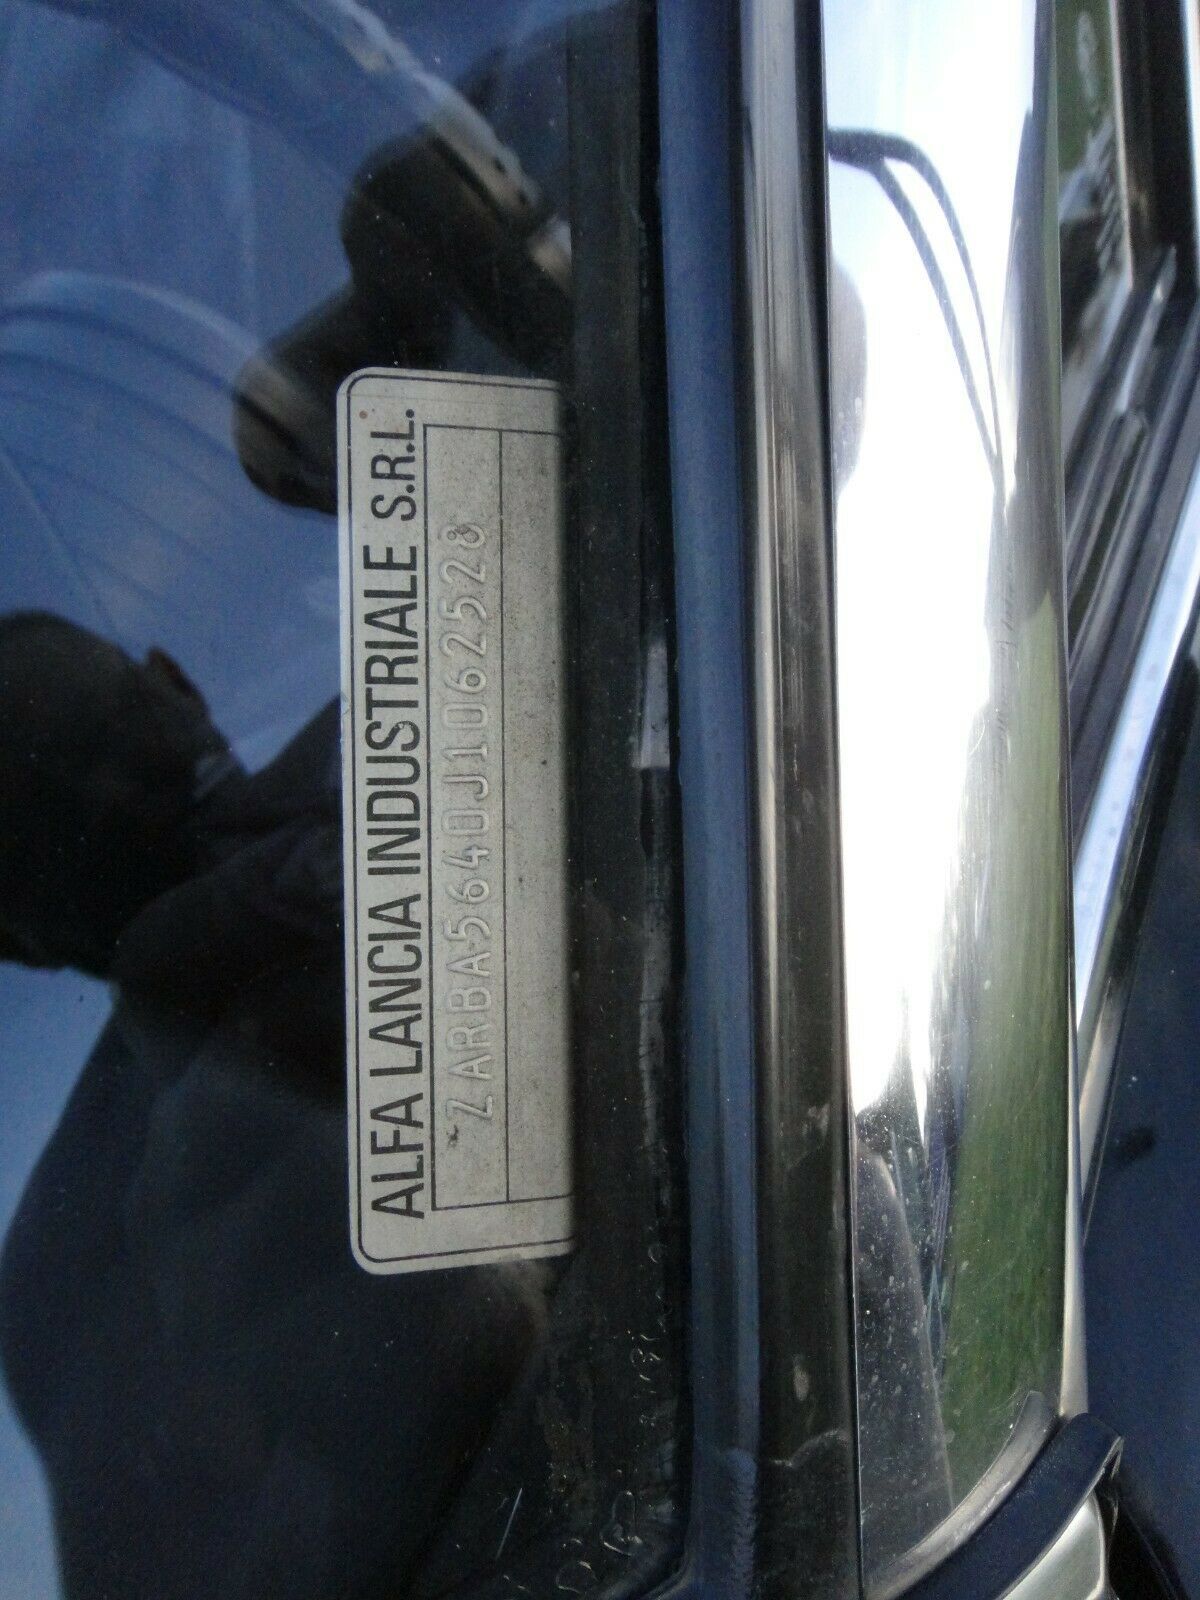 ALFA LANCIA INDUSTRIALE S.R.L.
ZARBA5640J1062528